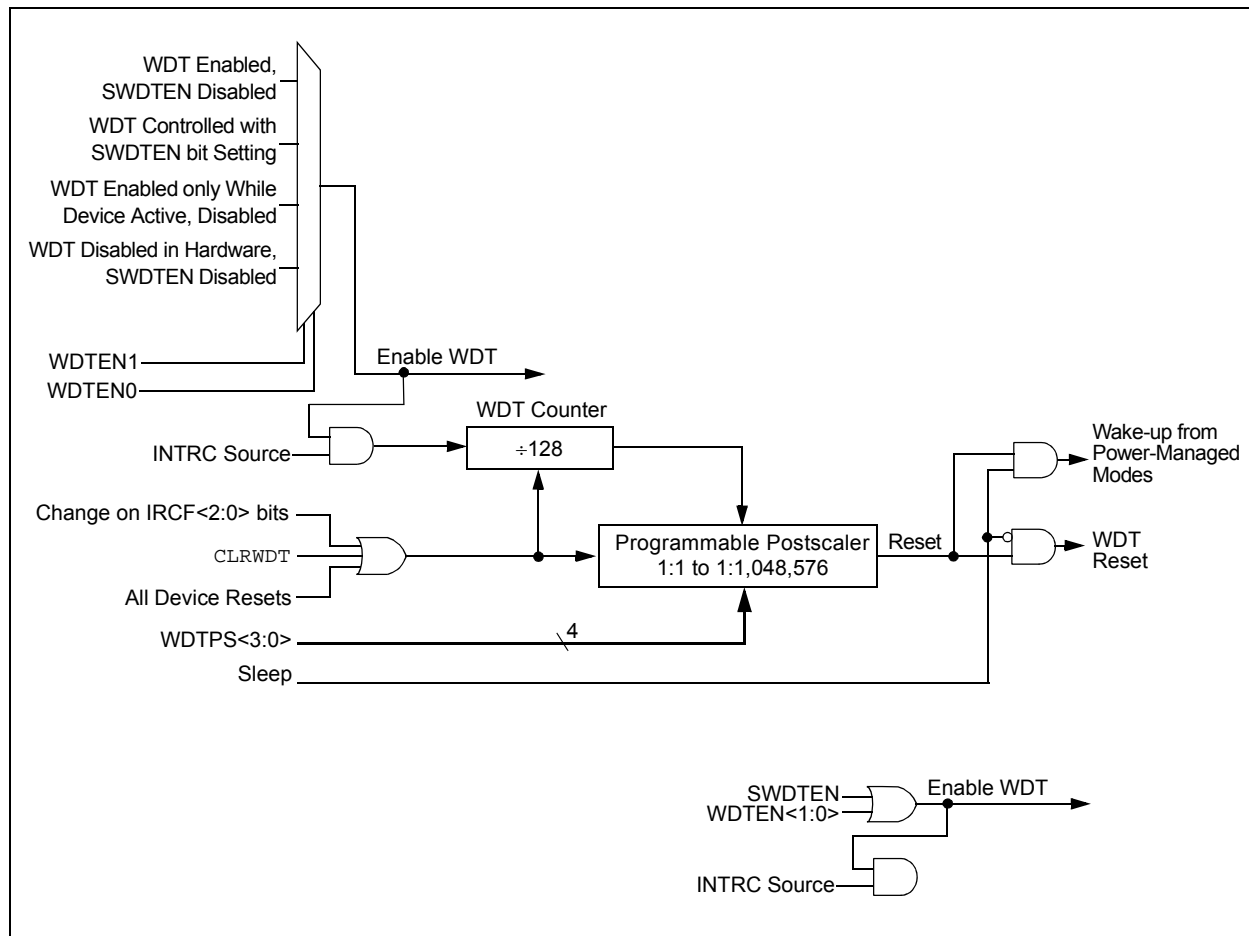 WDT Enabled,
SWDTEN Disabled
WDT Controlled with
SWDTEN bit Setting
WDT Enabled only While
Device Active, Disabled
WDT Disabled in Hardware,
SWDTEN Disabled
WDTEN1
WDTEN0
Enable WDT
WDT Counter
INTRC Source
÷128
Wake-up from
Power-Managed
Modes
Change on IRCF<2:0> bits
CLRWDT
All Device Resets
Programmable Postscaler
1:1 to 1:1,048,576
Reset
WDT
Reset
WDTPS<3:0>
4
Sleep
SWDTEN
WDTEN<1:0>
Enable WDT
INTRC Source